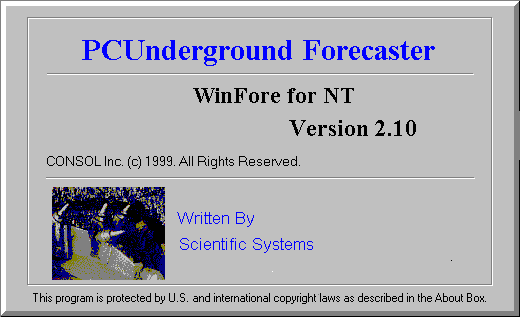 PCUnderground Forecaster
WinFore for NT
Version 2.10
CONSOL Inc. (c) 1999. All Rights Reserved.
Written By
Scientific Systems
This program is protected by U.S. and international copyright laws as described in the About Box.